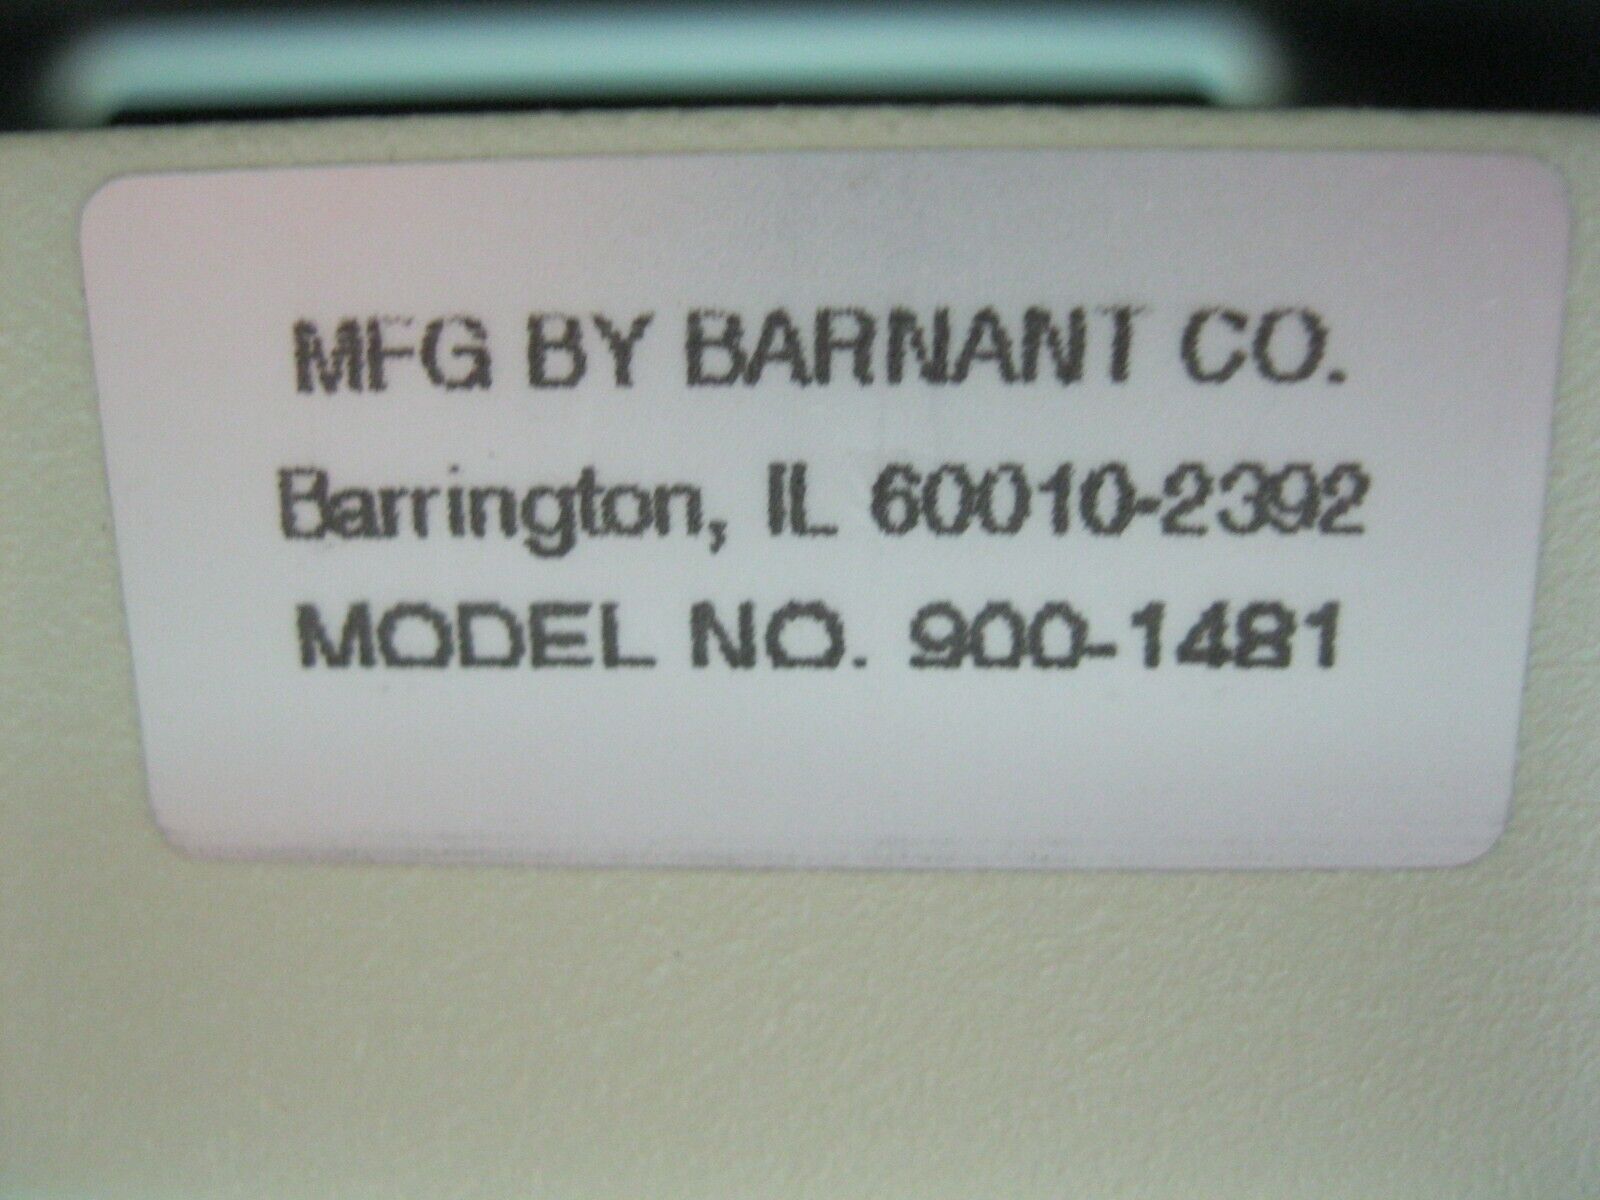 MFG BY BARNANT CO.
Barrington, IL 60010-2392
MODEL NO. 900-1481